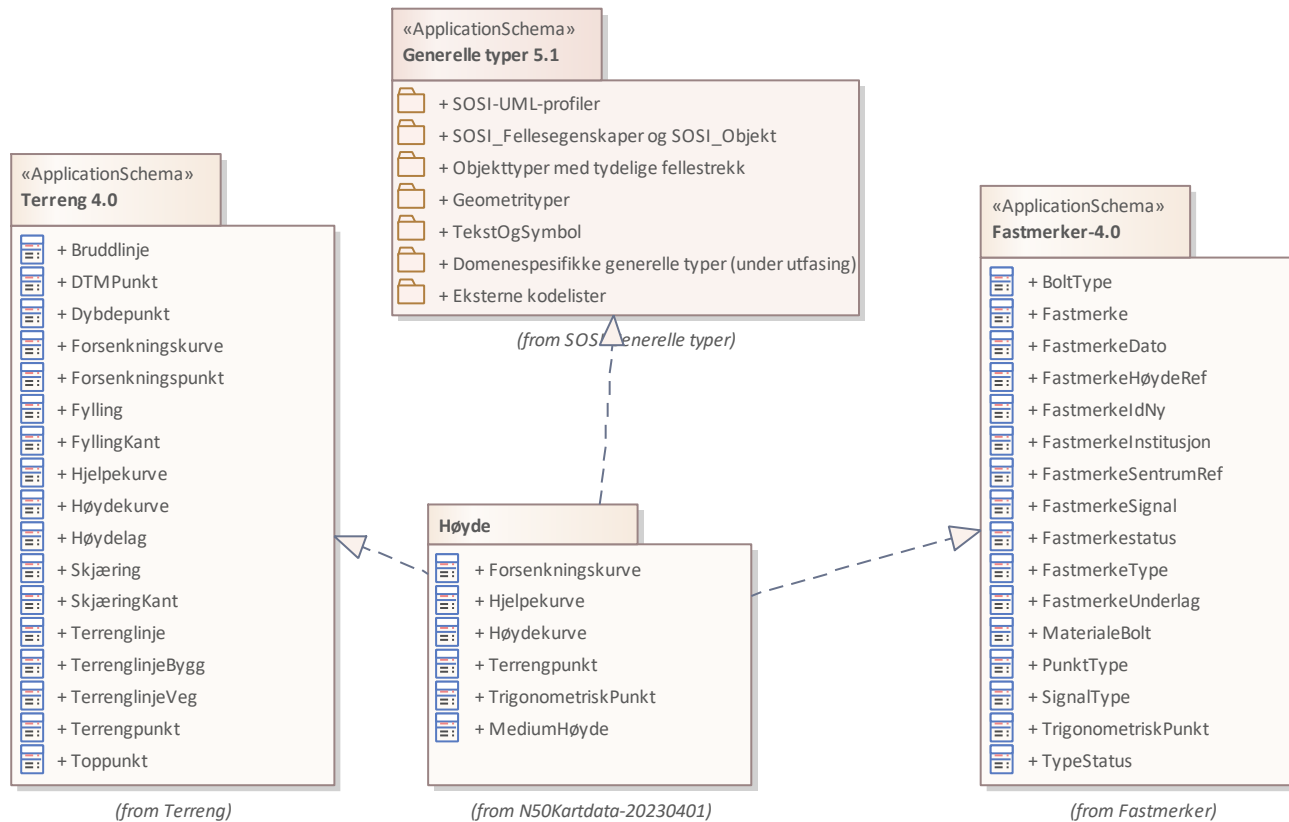 «ApplicationSchema»
Generelle typer 5.1
+ SOSI-UML-profiler
+ SOSI_Fellesegenskaper og SOSI_Objekt
+ Objekttyper med tydelige fellestrekk
+ Geometrityper
+ TekstOgSymbol
+ Domenespesifikke generelle typer (under utfasing)
+ Eksterne kodelister
(from SOSI Generelle typer)
«ApplicationSchema»
Terreng 4.0
+ Bruddlinje
+ DTMPunkt
+ Dybdepunkt
+ Forsenkningskurve
+ Forsenkningspunkt
+ Fylling
+ FyllingKant
+ Hjelpekurve
+ Høydekurve
+ Høydelag
+ Skjæring
+ SkjæringKant
+ Terrenglinje
+ TerrenglinjeBygg
+ TerrenglinjeVeg
+ Terrengpunkt
+ Toppunkt
(from Terreng)
Høyde
+ Forsenkningskurve
+ Hjelpekurve
+ Høydekurve
+ Terrengpunkt
+ TrigonometriskPunkt
+ MediumHøyde
(from N50Kartdata-20230401)
«ApplicationSchema»
Fastmerker-4.0
+ BoltType
+ Fastmerke
+ FastmerkeDato
+ FastmerkeHøydeRef
+ FastmerkeIdNy
+ FastmerkeInstitusjon
+ FastmerkeSentrumRef
+ FastmerkeSignal
+ Fastmerkestatus
+ FastmerkeType
+ FastmerkeUnderlag
+ MaterialeBolt
+ PunktType
+ SignalType
+ TrigonometriskPunkt
+ TypeStatus
(from Fastmerker)